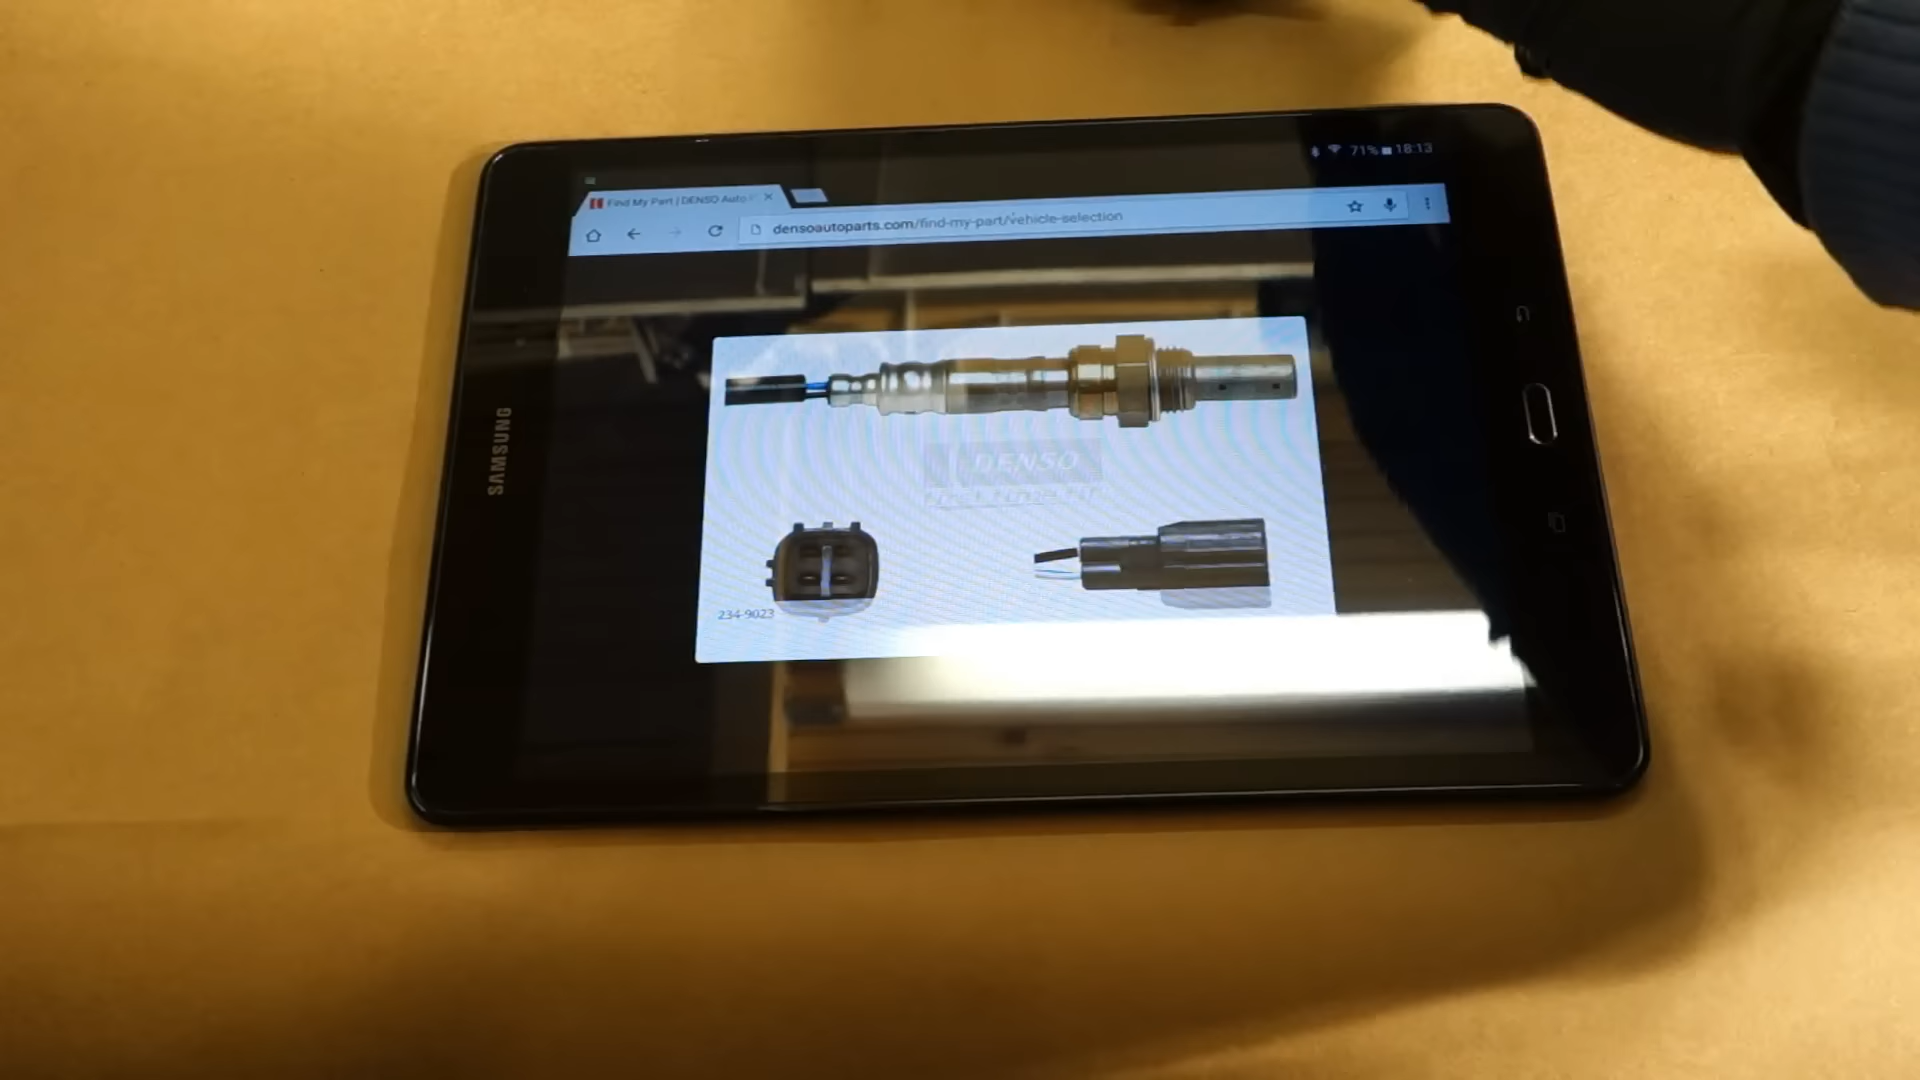 71% 18:13
Find My Part | DENSO Auto P
densoautoparts.com/find-my-part/vehicle-selection
SAMSUNG
DENSO
234-9023